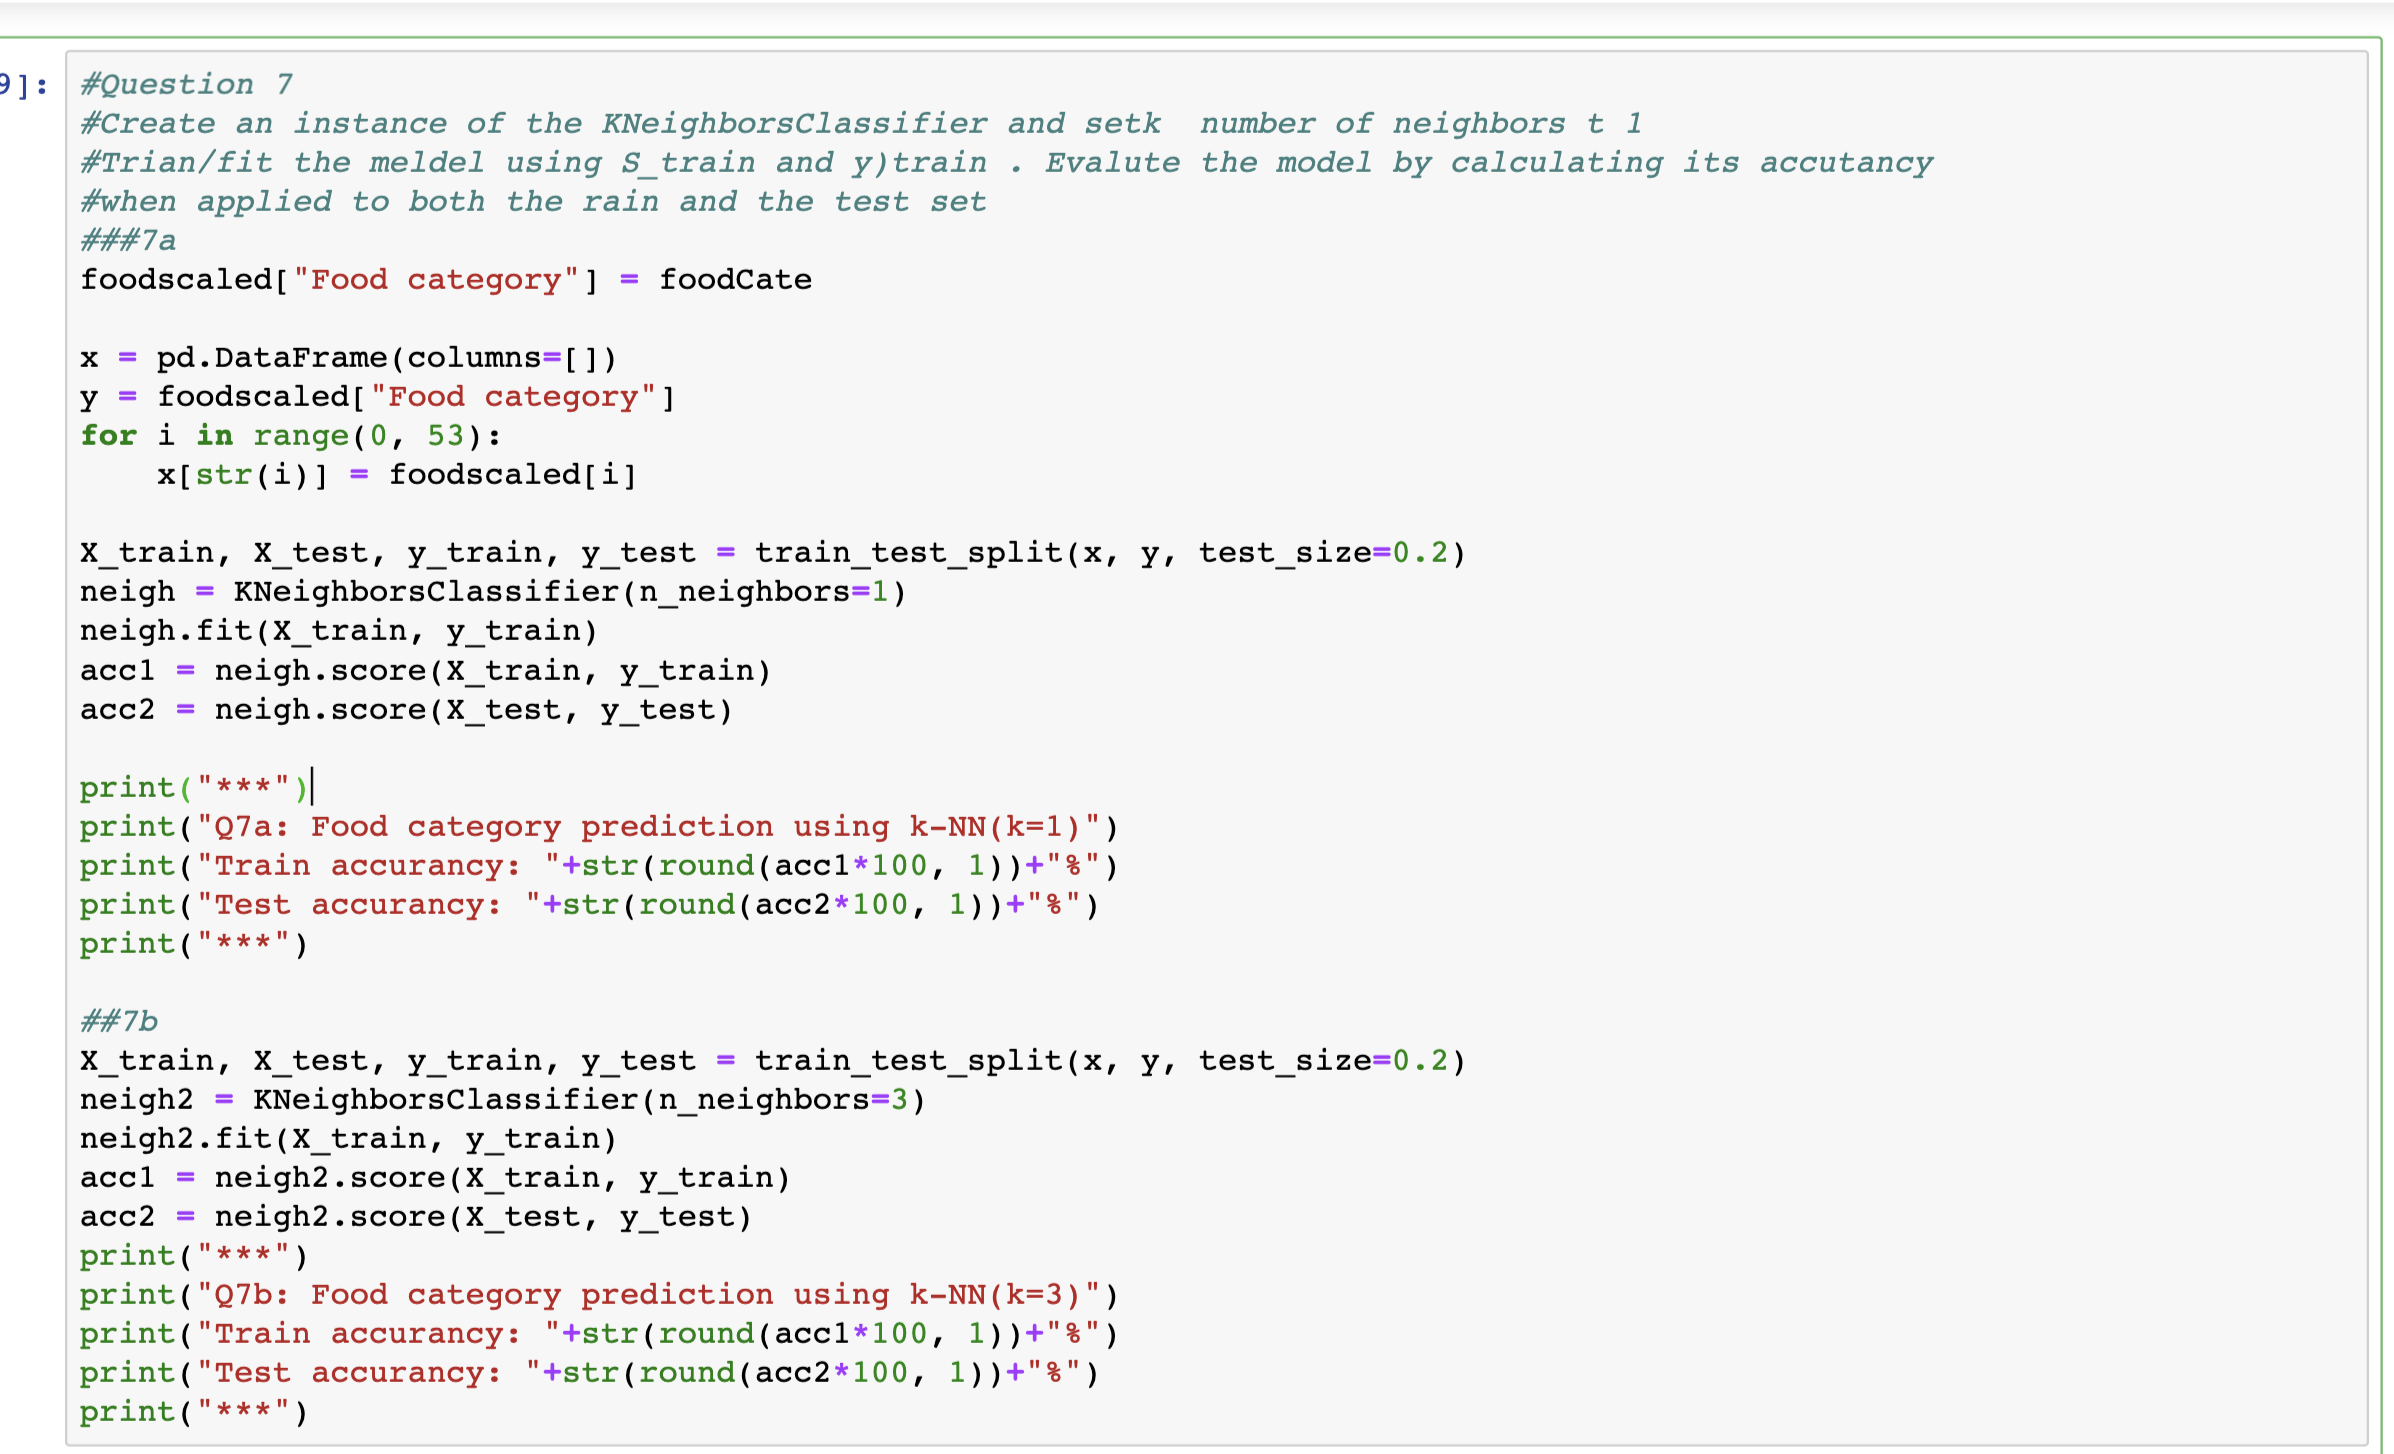 9]:
#Question 7
#Create an instance of the KNeighborsClassifier and setk  number of neighbors t 1
#Trian/fit the meldel using S_train and y)train . Evalute the model by calculating its accutancy
#when applied to both the rain and the test set
###7a
foodscaled["Food category"] = foodCate
x = pd.DataFrame(columns=[])
y = foodscaled["Food category"]
for i in range(0, 53):
    x[str(i)] = foodscaled[i]
X_train, X_test, y_train, y_test = train_test_split(x, y, test_size=0.2)
neigh = KNeighborsClassifier(n_neighbors=1)
neigh.fit(X_train, y_train)
acc1 = neigh.score(X_train, y_train)
acc2 = neigh.score(X_test, y_test)
print("***")
print("Q7a: Food category prediction using k-NN(k=1)")
print("Train accurancy: "+str(round(acc1*100, 1))+"%")
print("Test accurancy: "+str(round(acc2*100, 1))+"%")
print("***")
##7b
X_train, X_test, y_train, y_test = train_test_split(x, y, test_size=0.2)
neigh2 = KNeighborsClassifier(n_neighbors=3)
neigh2.fit(X_train, y_train)
acc1 = neigh2.score(X_train, y_train)
acc2 = neigh2.score(X_test, y_test)
print("***")
print("Q7b: Food category prediction using k-NN(k=3)")
print("Train accurancy: "+str(round(acc1*100, 1))+"%")
print("Test accurancy: "+str(round(acc2*100, 1))+"%")
print("***")